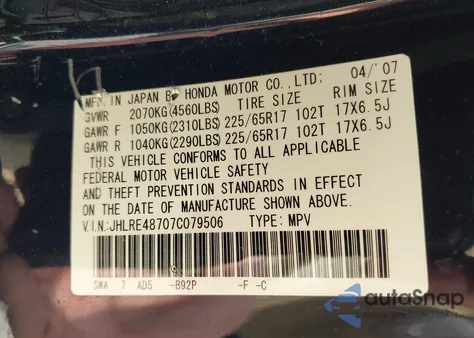 MFD. IN JAPAN BY HONDA MOTOR CO., LTD: 04/'07
GVWR 2070KG(4560LBS) TIRE SIZE RIM SIZE
GAWR F 1050KG(2310LBS) 225/65R17 102T 17X6.5J
GAWR R 1040KG(2290LBS) 225/65R17 102T 17X6.5J
THIS VEHICLE CONFORMS TO ALL APPLICABLE
FEDERAL MOTOR VEHICLE SAFETY
AND THEFT PREVENTION STANDARDS IN EFFECT
ON THE DATE OF MANUFACTURE SHOWN ABOVE.
V.I.N:JHLRE48707C079506 TYPE: MPV
SWA 7 AD5 -B92P -F -C
autoSnap